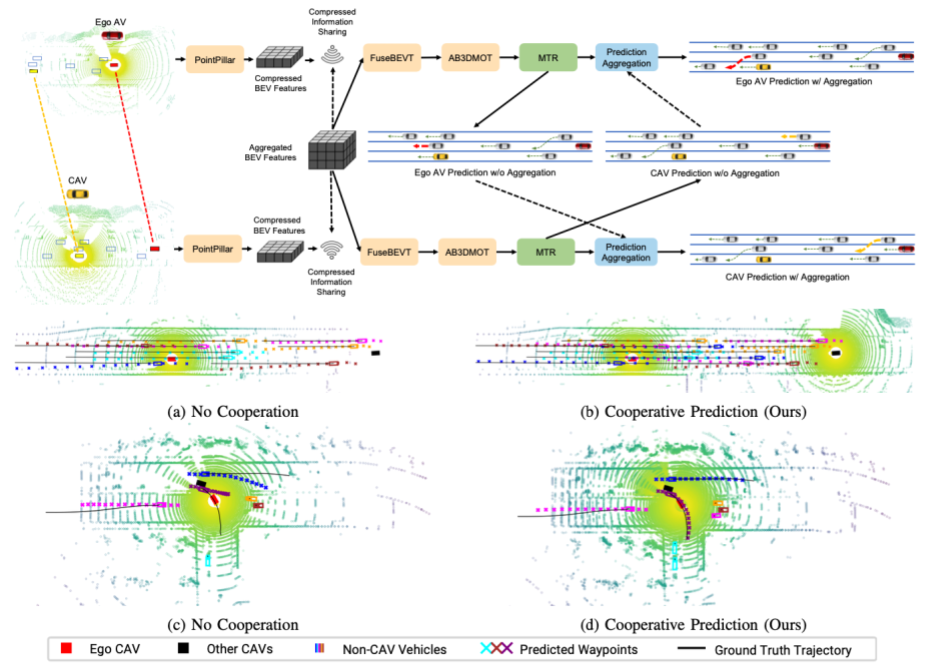 Ego AV
Compressed
Information
Sharing
PointPillar
Compressed
BEV Features
FuseBEVT
AB3DMOT
MTR
Prediction
Aggregation
Ego AV Prediction w/ Aggregation
Aggregated
BEV Features
Ego AV Prediction w/o Aggregation
CAV Prediction w/o Aggregation
CAV
Compressed
BEV Features
PointPillar
Compressed
Information
Sharing
FuseBEVT
AB3DMOT
MTR
Prediction
Aggregation
CAV Prediction w/ Aggregation
(a) No Cooperation
(b) Cooperative Prediction (Ours)
(c) No Cooperation
(d) Cooperative Prediction (Ours)
Ego CAV Other CAVs Non-CAV Vehicles Predicted Waypoints Ground Truth Trajectory